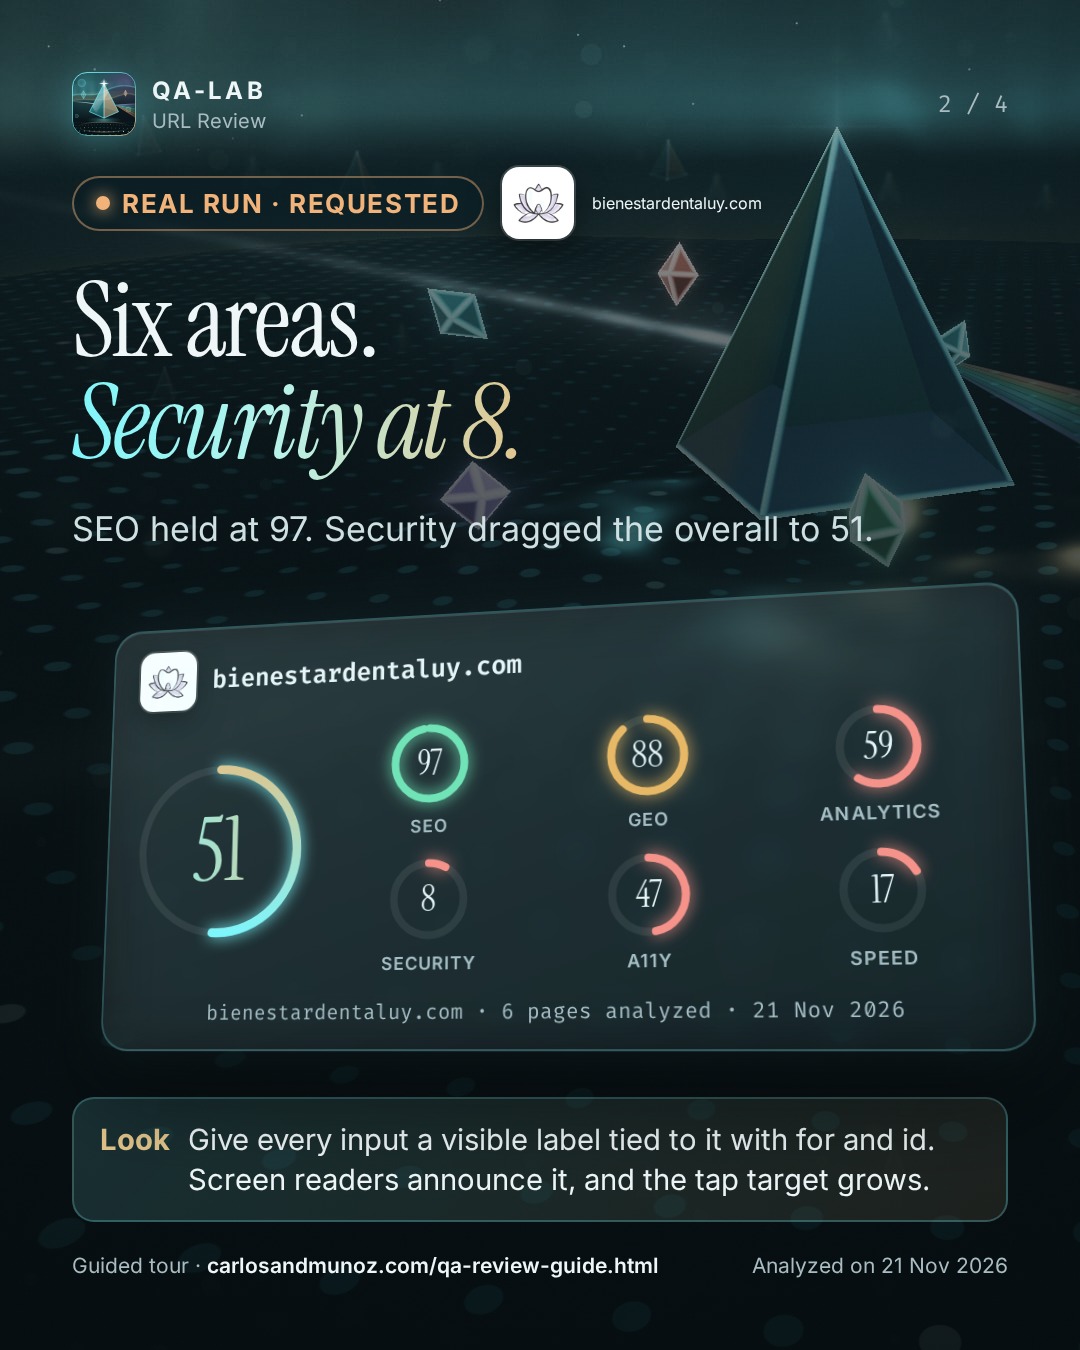 QA-LAB
URL Review
2 / 4
REAL RUN · REQUESTED
bienestardentaluy.com
Six areas.
Security at 8.
SEO held at 97. Security dragged the overall to 51.
bienestardentaluy.com
51
97
SEO
88
GEO
59
ANALYTICS
8
SECURITY
47
A11Y
17
SPEED
bienestardentaluy.com · 6 pages analyzed · 21 Nov 2026
Look Give every input a visible label tied to it with for and id.
Screen readers announce it, and the tap target grows.
Guided tour · carlosandmunoz.com/qa-review-guide.html
Analyzed on 21 Nov 2026